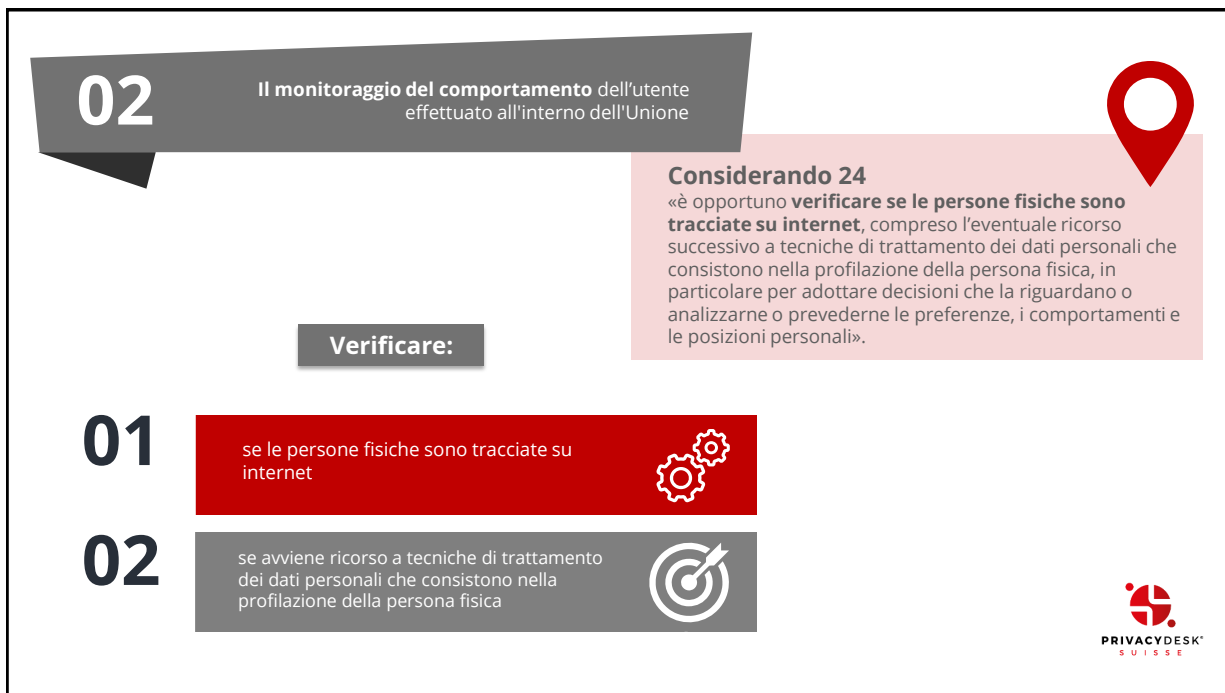 02
Il monitoraggio del comportamento dell’utente
effettuato all'interno dell'Unione
Considerando 24
«è opportuno verificare se le persone fisiche sono
tracciate su internet, compreso l’eventuale ricorso
successivo a tecniche di trattamento dei dati personali che
consistono nella profilazione della persona fisica, in
particolare per adottare decisioni che la riguardano o
analizzarne o prevederne le preferenze, i comportamenti e
le posizioni personali».
Verificare:
01
se le persone fisiche sono tracciate su
internet
02
se avviene ricorso a tecniche di trattamento
dei dati personali che consistono nella
profilazione della persona fisica
PRIVACYDESK®
SUISSE